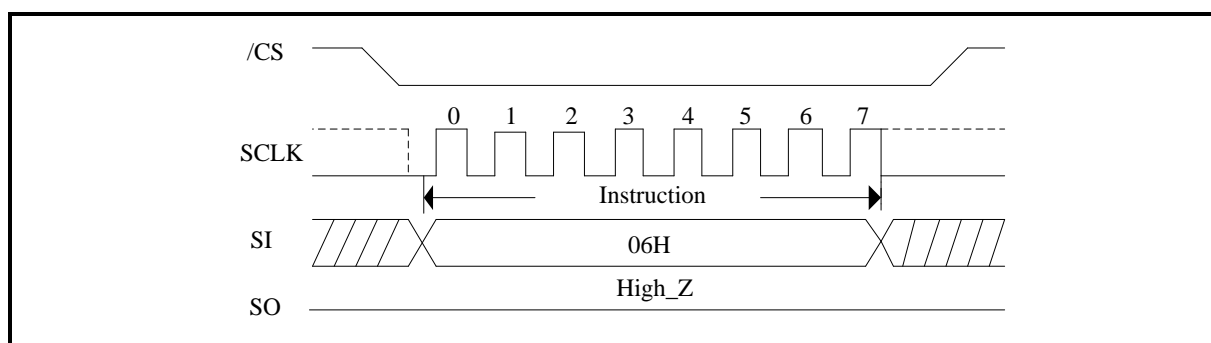 /CS
0 1 2 3 4 5 6 7
SCLK
Instruction
SI
06H
High_Z
SO